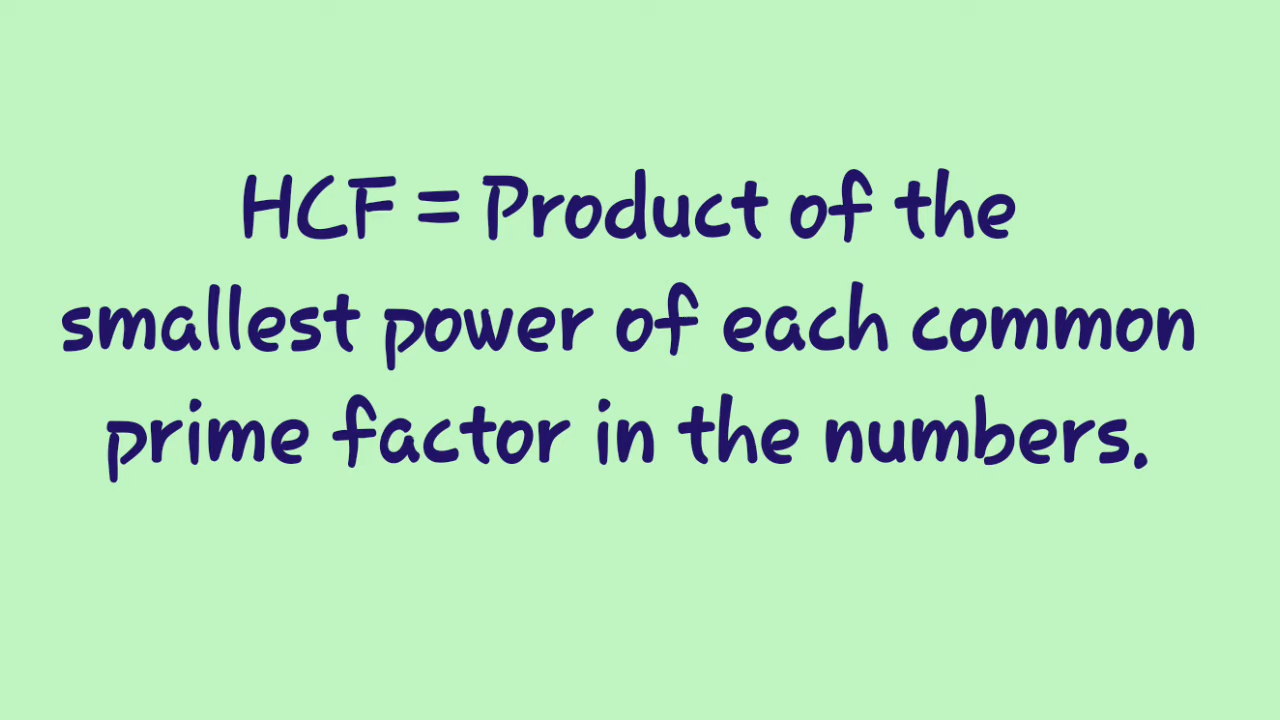 HCF = Product of the
smallest power of each common
prime factor in the numbers.